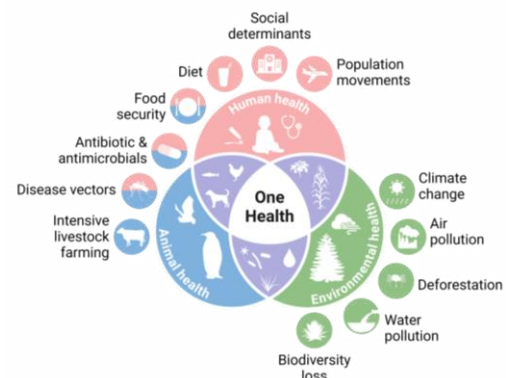 Social
determinants
Diet
Population
movements
Food
security
Human health
Antibiotic &
antimicrobials
Disease vectors
Intensive
livestock
farming
One
Health
Climate
change
Air
pollution
Animal health
Environmental health
Deforestation
Water
pollution
Biodiversity
loss